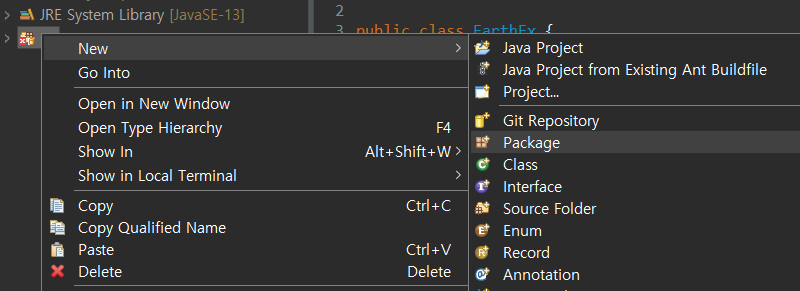 JRE System Library [JavaSE-13]
2
3 public class EarthEx {
New
Go Into
Open in New Window
Open Type Hierarchy F4
Show In Alt+Shift+W
Show in Local Terminal
Copy Ctrl+C
Copy Qualified Name
Paste Ctrl+V
Delete Delete
Java Project
Java Project from Existing Ant Buildfile
Project...
Git Repository
Package
Class
Interface
Source Folder
Enum
Record
Annotation